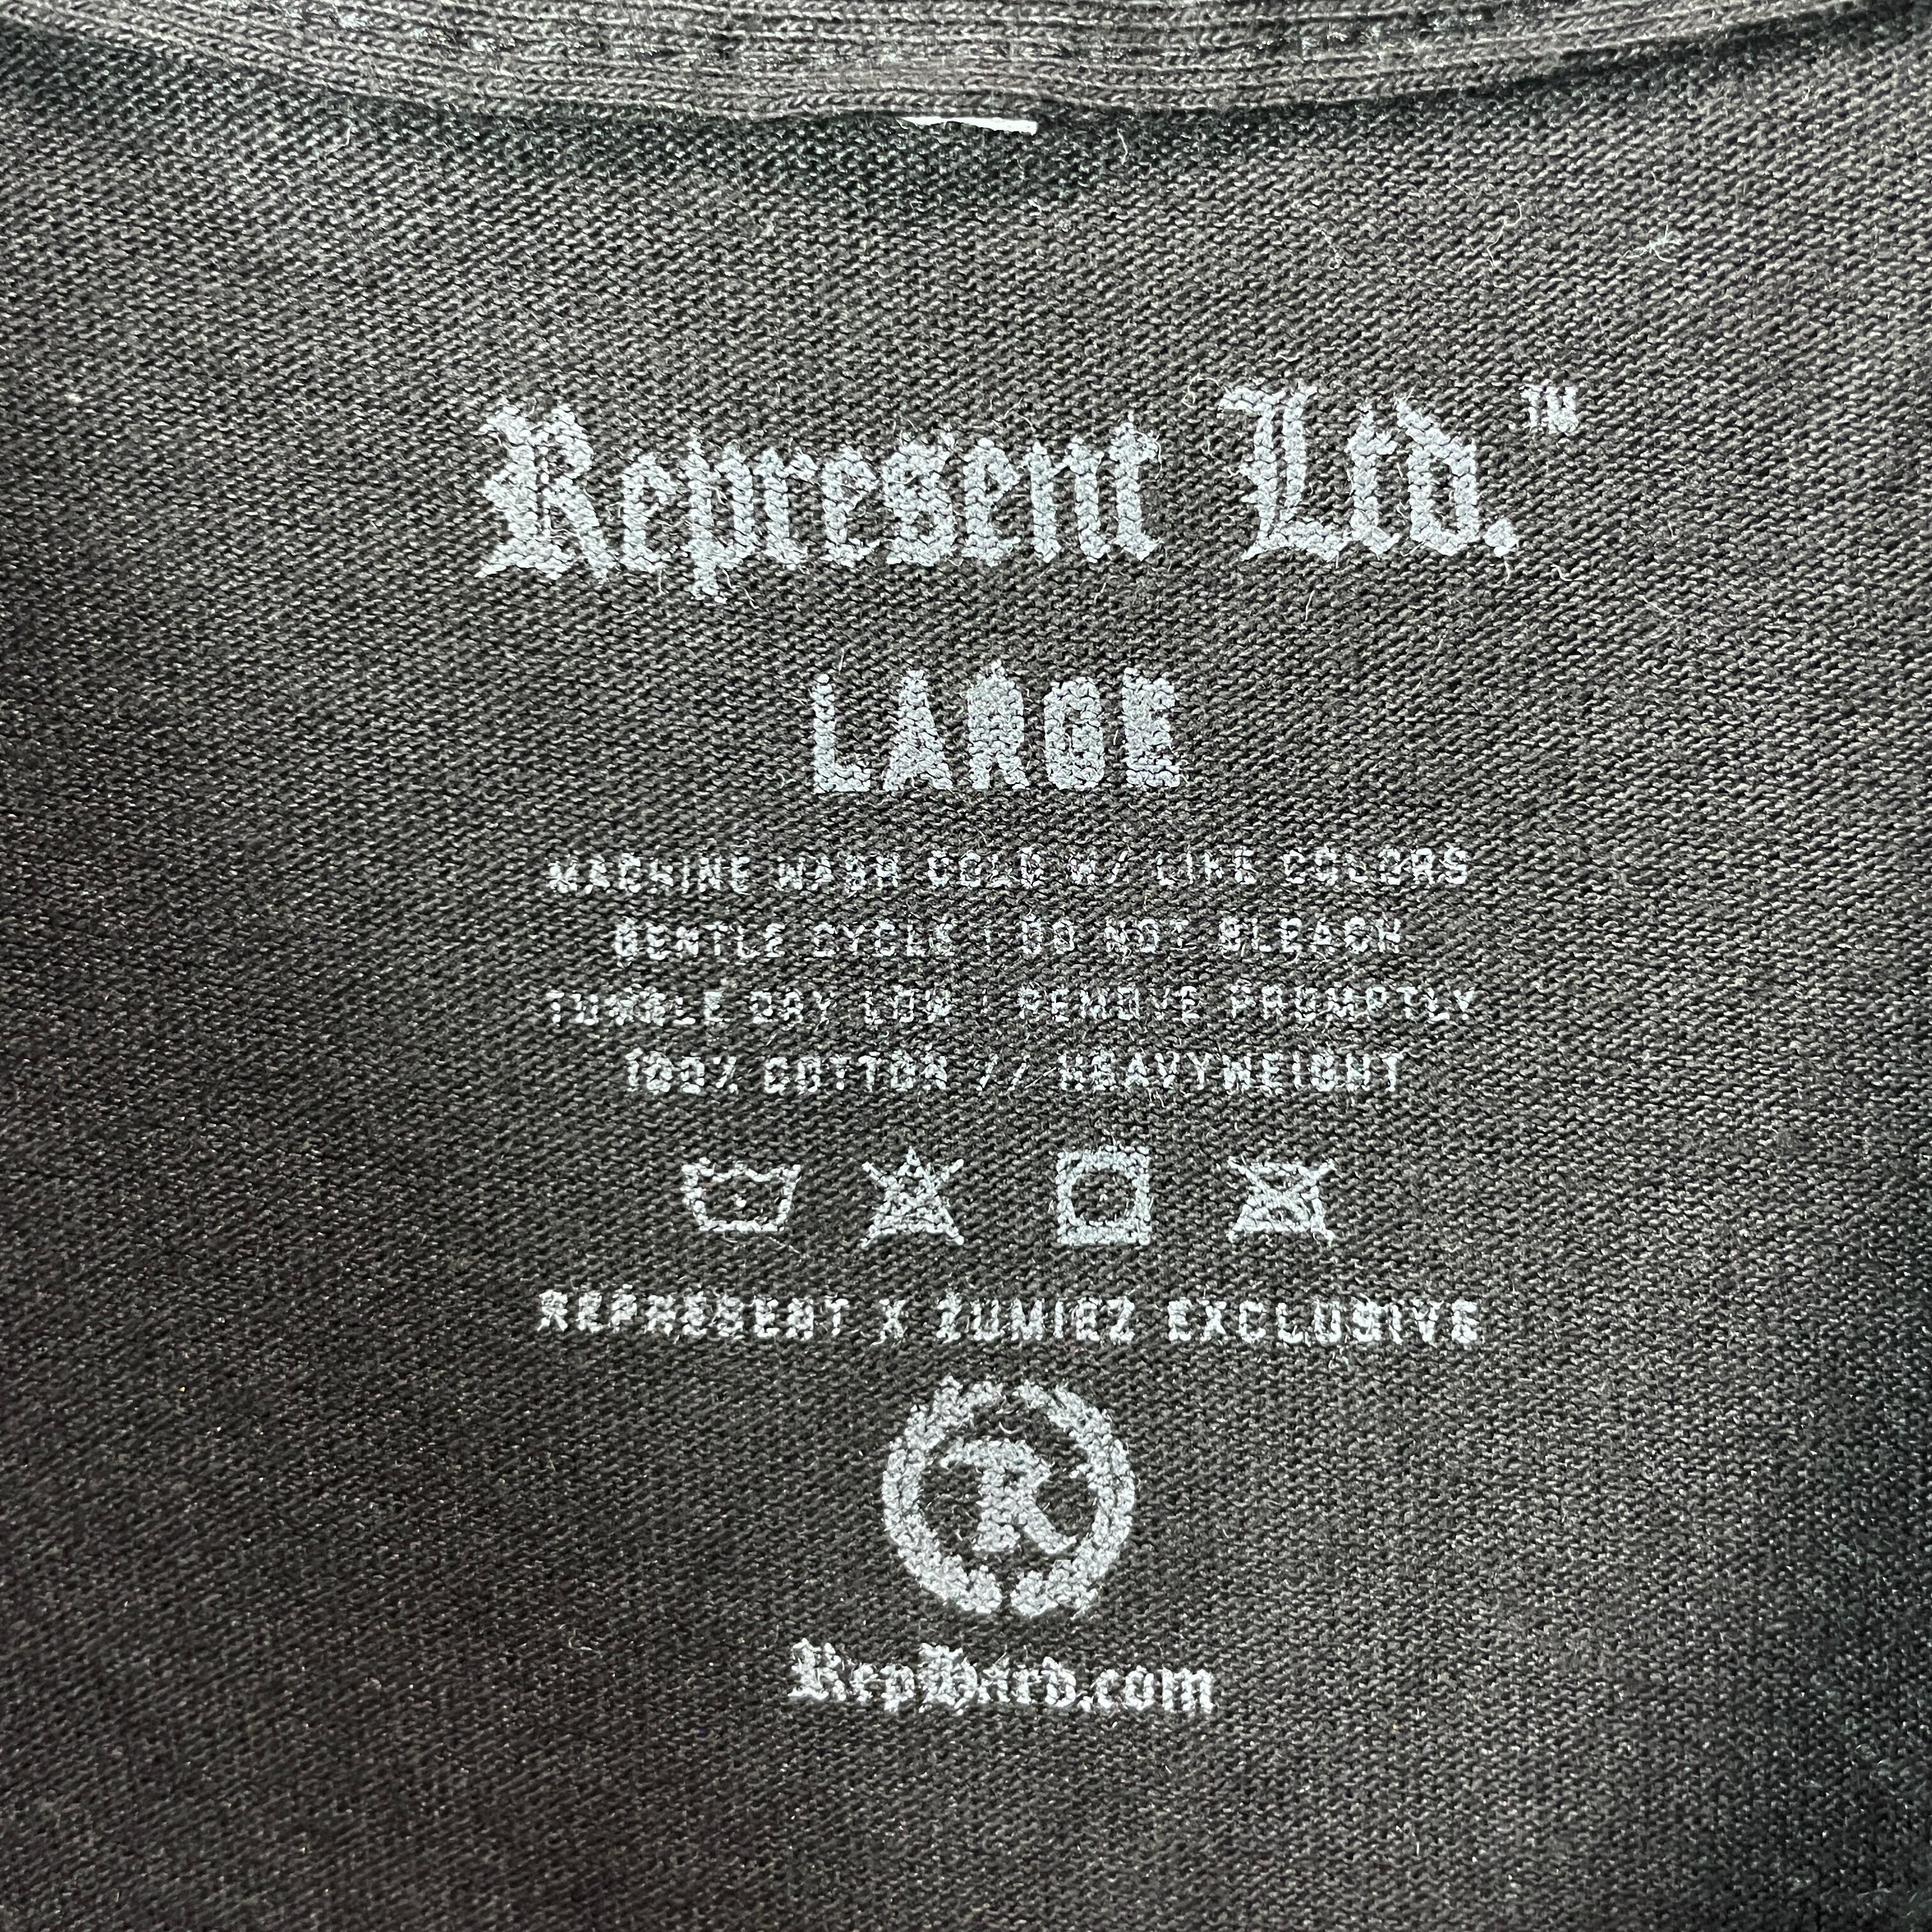 Represent Ltd.™
LARGE
MACHINE WASH COLD W/ LIKE COLORS
GENTLE CYCLE | DO NOT BLEACH
TUMBLE DRY LOW | REMOVE PROMPTLY
100% COTTON // HEAVYWEIGHT
REPRESENT X ZUMIEZ EXCLUSIVE
R
RepHard.com